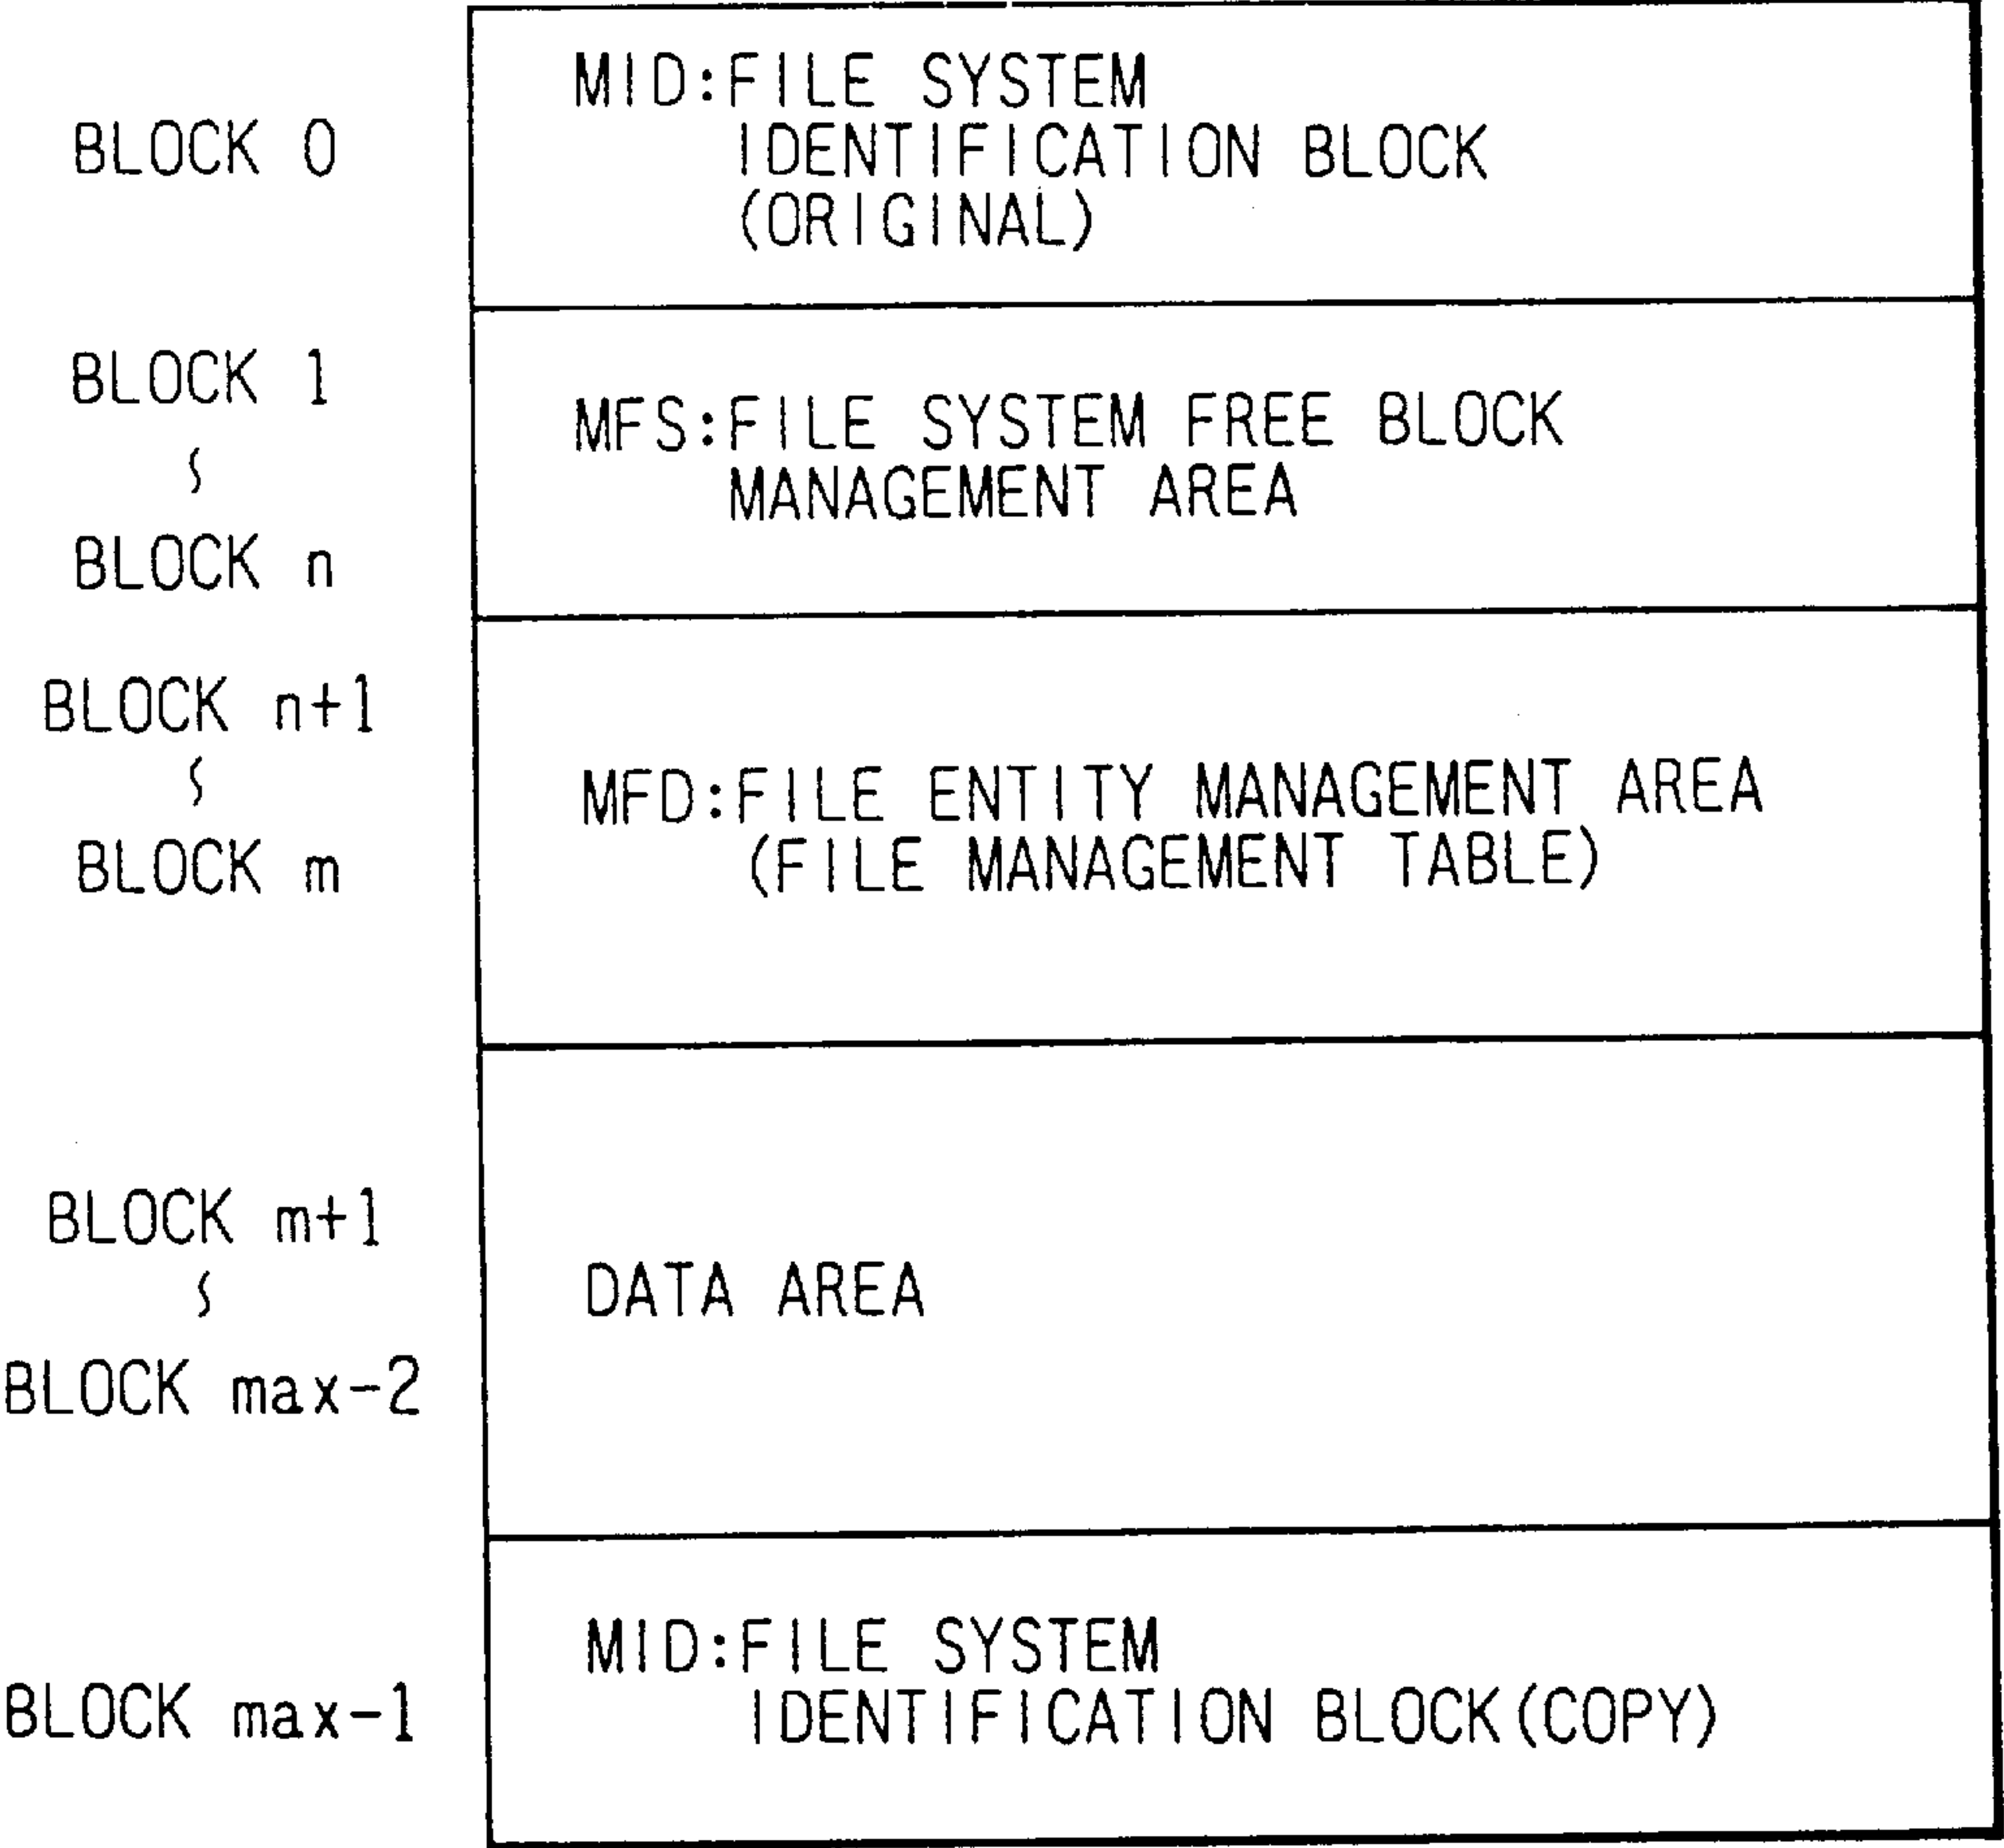 BLOCK 0
MID:FILE SYSTEM
IDENTIFICATION BLOCK
(ORIGINAL)
BLOCK 1
∫
BLOCK n
MFS:FILE SYSTEM FREE BLOCK
MANAGEMENT AREA
BLOCK n+1
∫
BLOCK m
MFD:FILE ENTITY MANAGEMENT AREA
(FILE MANAGEMENT TABLE)
BLOCK m+1
∫
BLOCK max-2
DATA AREA
BLOCK max-1
MID:FILE SYSTEM
IDENTIFICATION BLOCK(COPY)